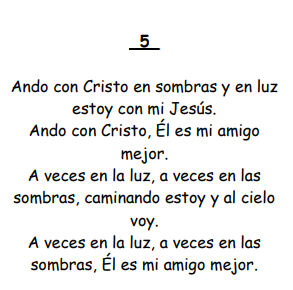 5
Ando con Cristo en sombras y en luz
estoy con mi Jesús.
Ando con Cristo, Él es mi amigo
mejor.
A veces en la luz, a veces en las
sombras, caminando estoy y al cielo
voy.
A veces en la luz, a veces en las
sombras, Él es mi amigo mejor.